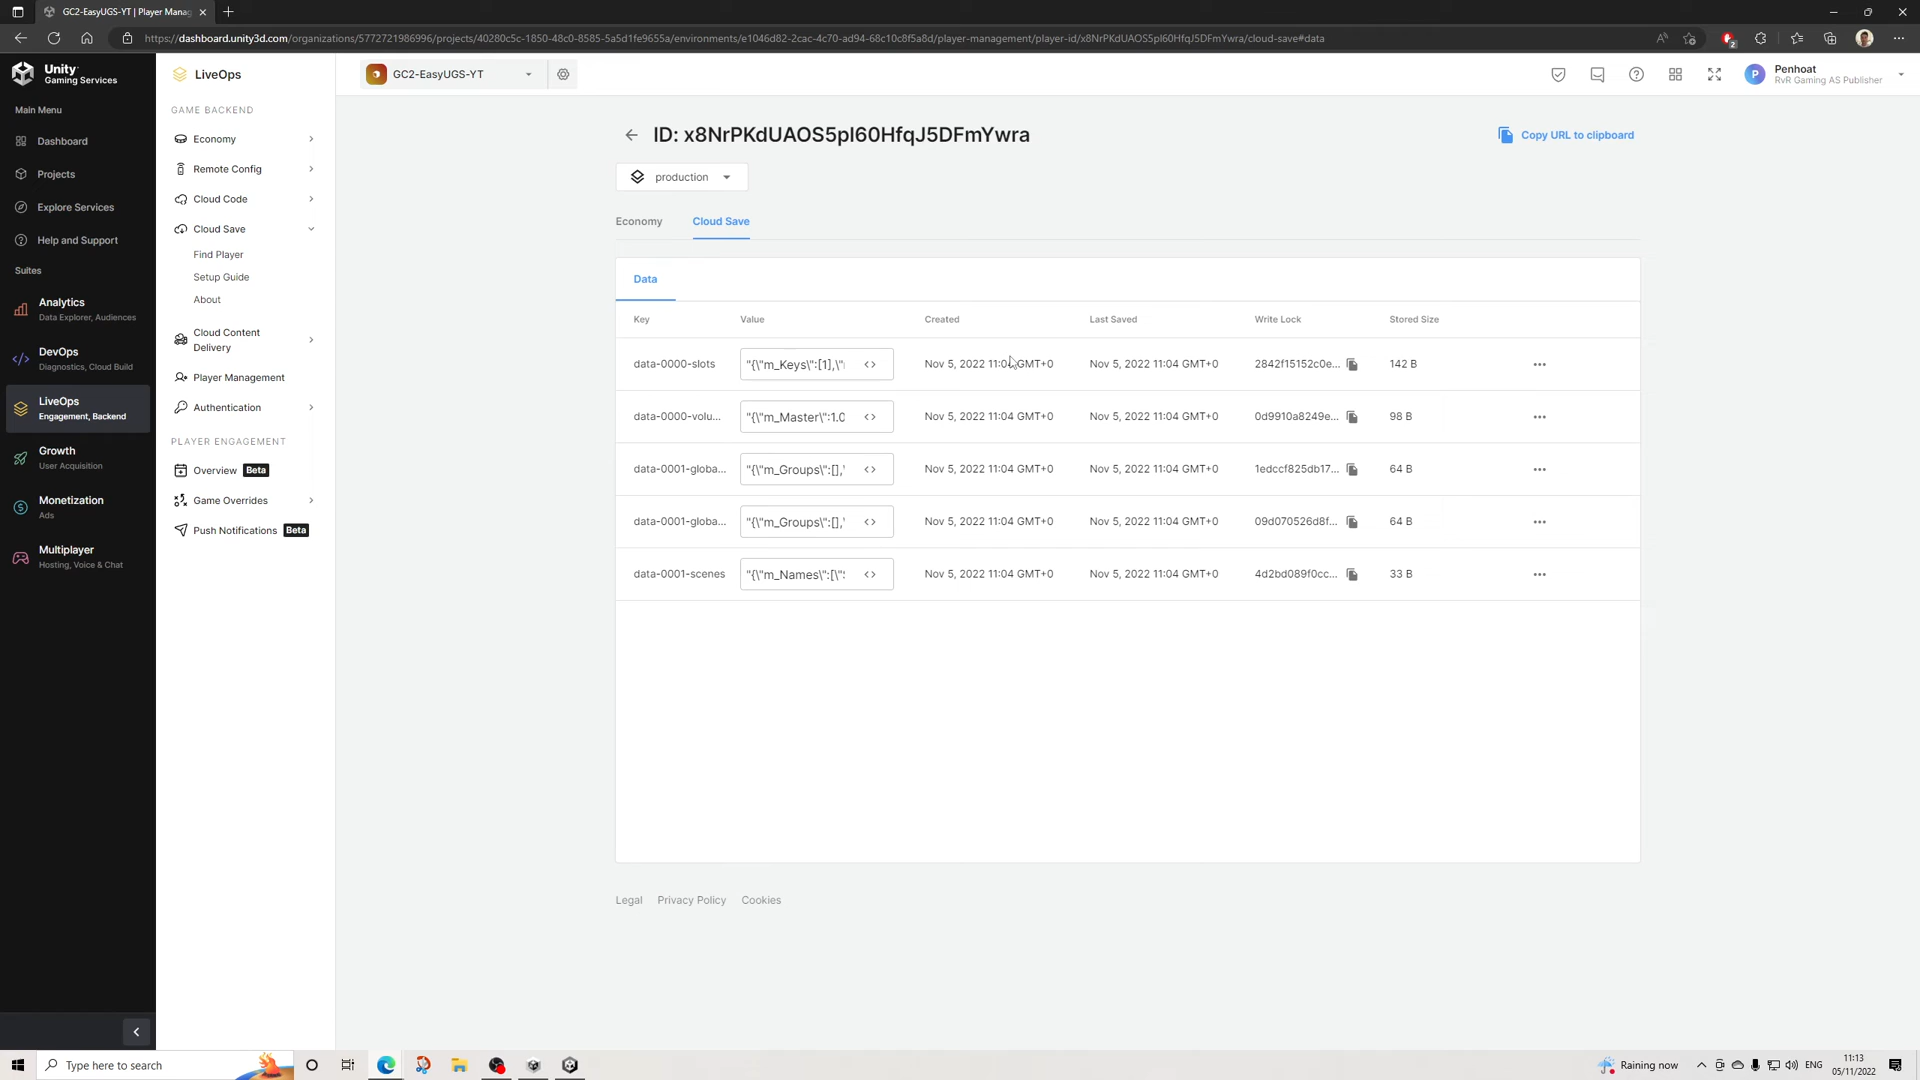 GC2-EasyUGS-YT | Player Manag
https://dashboard.unity3d.com/organizations/5772721986996/projects/40280c5c-1850-48c0-8585-5a5d1fe9655a/environments/e1046d82-2cac-4c70-ad94-68c10c8f5a8d/player-management/player-id/x8NrPKdUAOS5pl60HfqJ5DFmYwra/cloud-save#data
Unity
Gaming Services
LiveOps
GC2-EasyUGS-YT
P
Penhoat
RvR Gaming AS Publisher
Main Menu
Dashboard
Projects
Explore Services
Help and Support
Suites
Analytics
Data Explorer, Audiences
DevOps
Diagnostics, Cloud Build
LiveOps
Engagement, Backend
Growth
User Acquisition
Monetization
Ads
Multiplayer
Hosting, Voice & Chat
GAME BACKEND
Economy
Remote Config
Cloud Code
Cloud Save
Find Player
Setup Guide
About
Cloud Content
Delivery
Player Management
Authentication
PLAYER ENGAGEMENT
Overview Beta
Game Overrides
Push Notifications Beta
ID: x8NrPKdUAOS5pl60HfqJ5DFmYwra
Copy URL to clipboard
production
Economy Cloud Save
Data
Key Value Created Last Saved Write Lock Stored Size
data-0000-slots "{\"m_Keys\":[1],\": <> Nov 5, 2022 11:04 GMT+0 Nov 5, 2022 11:04 GMT+0 2842f15152c0e... 142 B ...
data-0000-volu... "{\"m_Master\":1.0 <> Nov 5, 2022 11:04 GMT+0 Nov 5, 2022 11:04 GMT+0 0d9910a8249e... 98 B ...
data-0001-globa... "{\"m_Groups\":[],' <> Nov 5, 2022 11:04 GMT+0 Nov 5, 2022 11:04 GMT+0 1edccf825db17... 64 B ...
data-0001-globa... "{\"m_Groups\":[],' <> Nov 5, 2022 11:04 GMT+0 Nov 5, 2022 11:04 GMT+0 09d070526d8f... 64 B ...
data-0001-scenes "{\"m_Names\":[\": <> Nov 5, 2022 11:04 GMT+0 Nov 5, 2022 11:04 GMT+0 4d2bd089f0cc... 33 B ...
Legal Privacy Policy Cookies
Type here to search
Raining now
ENG
11:13
05/11/2022